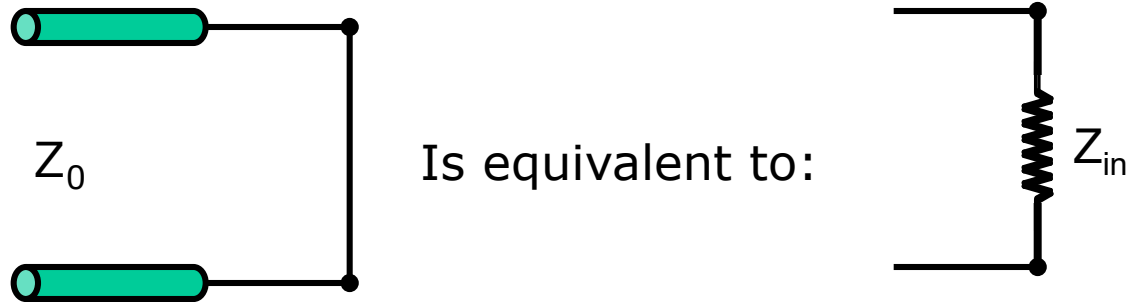 Z₀
Is equivalent to:
Zᵢₙ